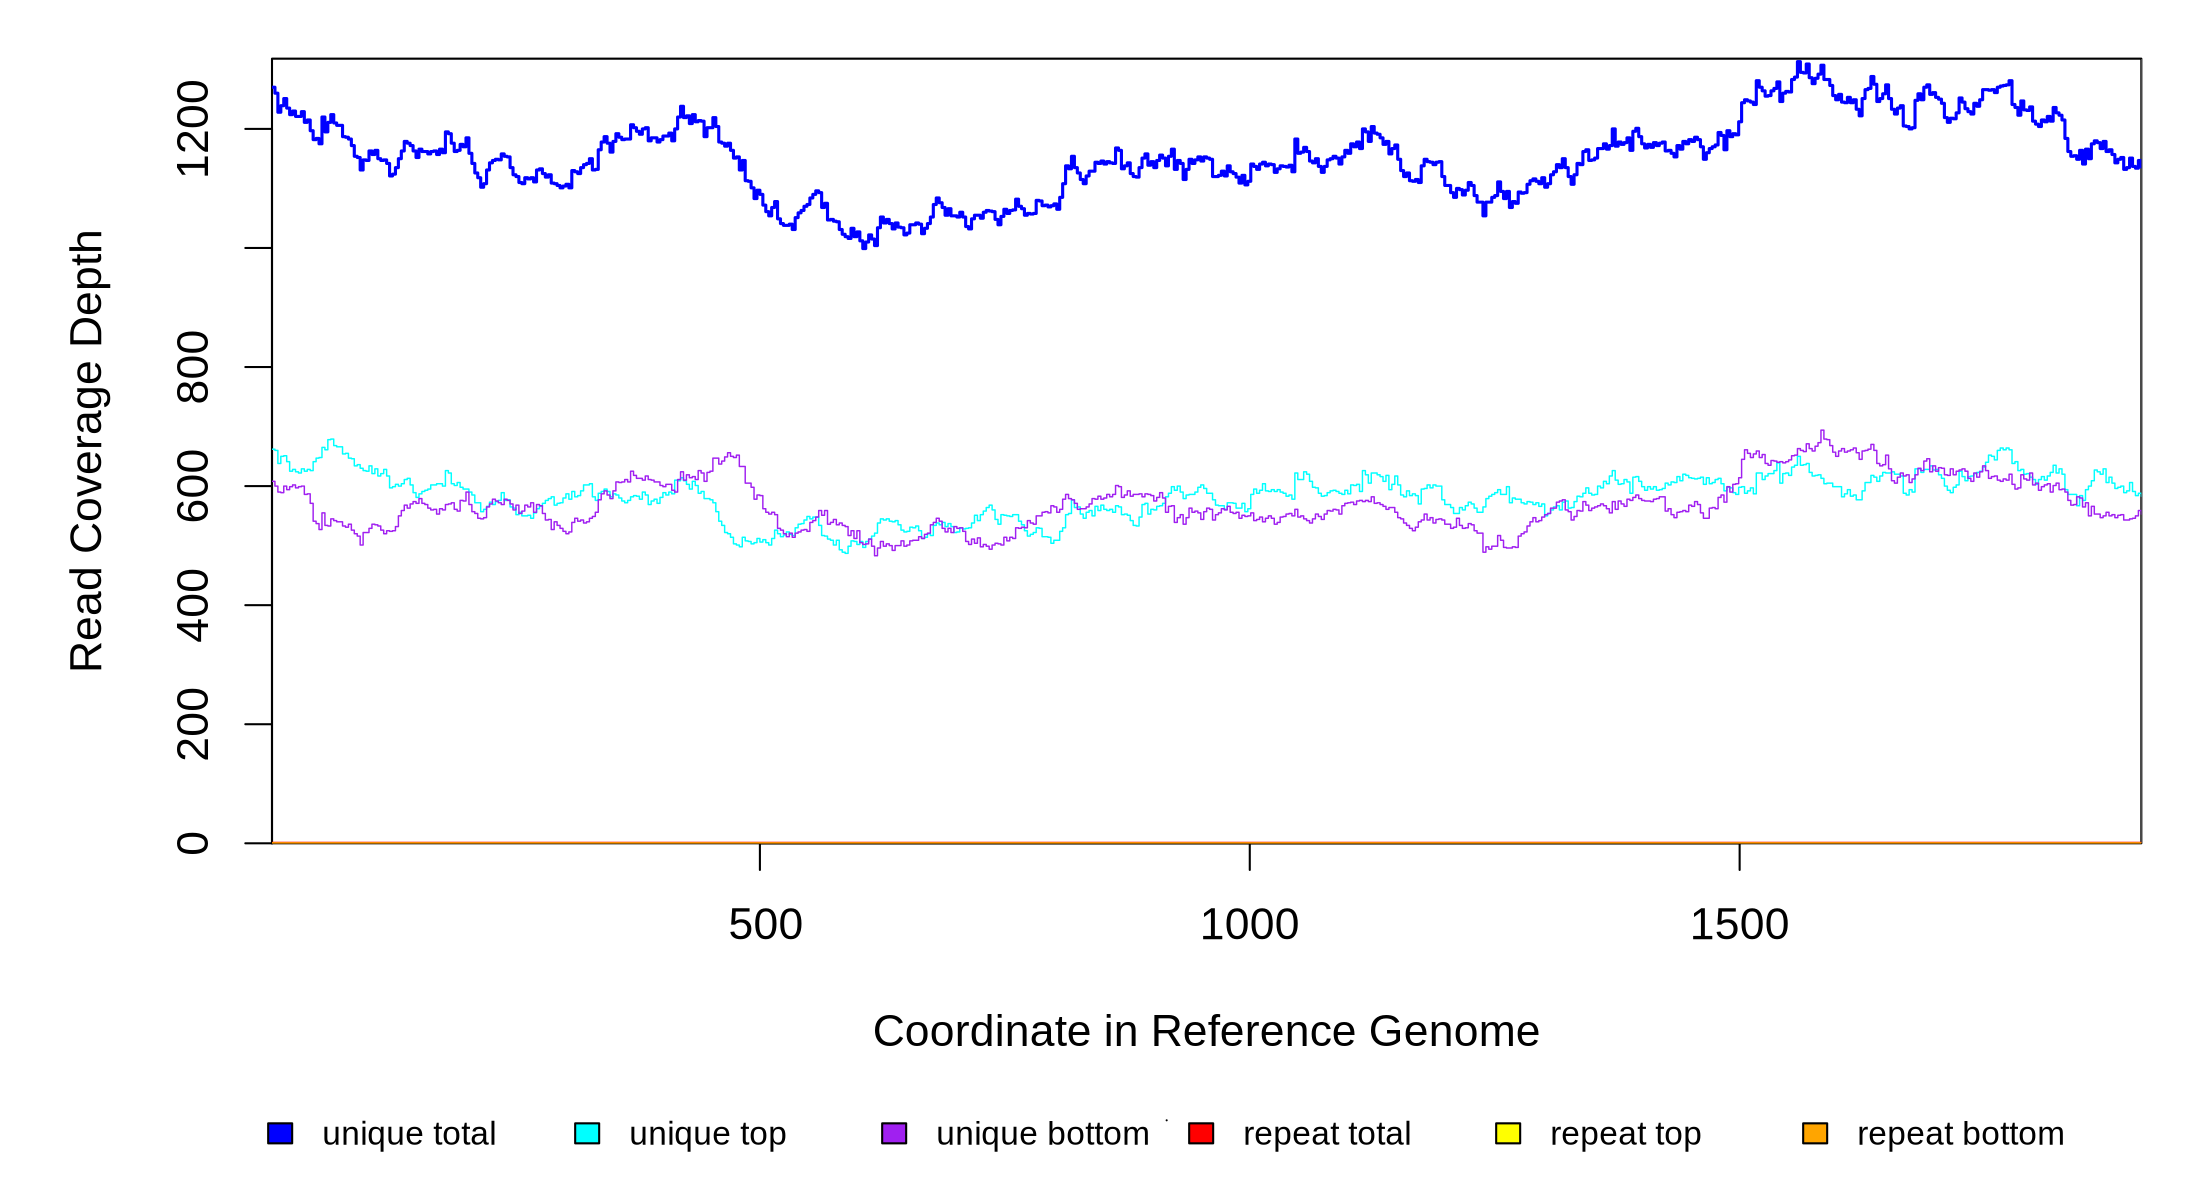 Read Coverage Depth
1200
800
600
400
200
0
500 1000 1500
Coordinate in Reference Genome
unique total unique top unique bottom repeat total repeat top repeat bottom